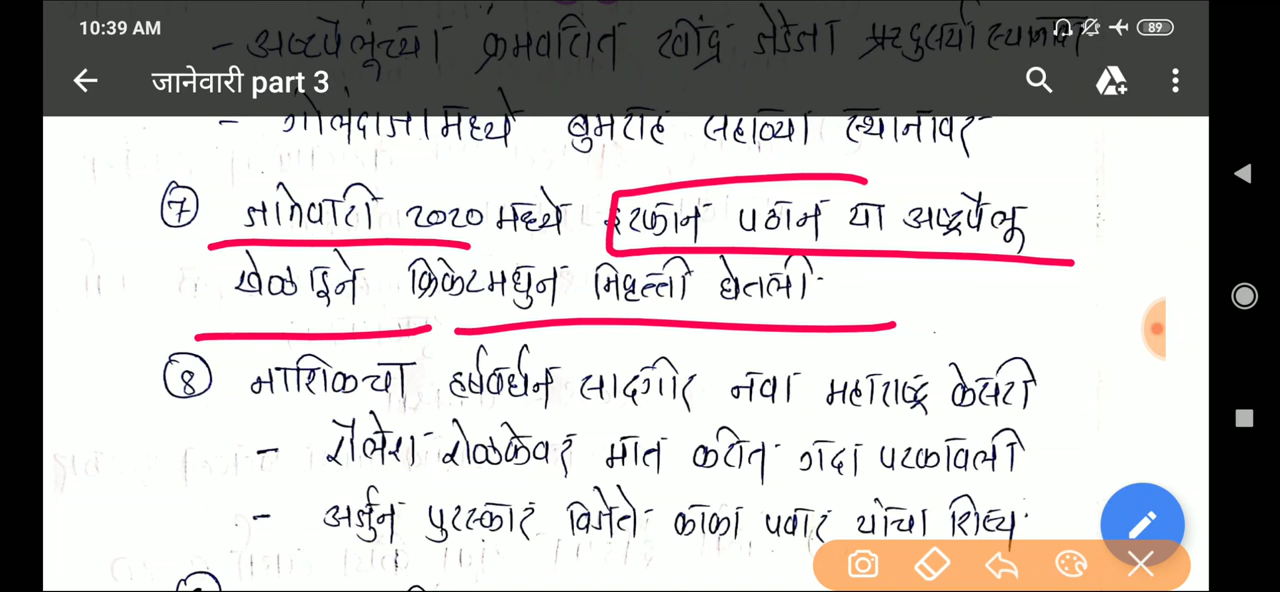 10:39 AM
89
- अष्टपैलूंच्या क्रमवारीत रवींद्र जडेजा
जानेवारी part 3
- गोलंदाजामध्ये बुमराह सहाव्या स्थानावर
7 जानेवारी 2020 मध्ये इरफान पठान या अष्टपैलू
खेळाडूने क्रिकेटमधुन निवृत्ती घेतली.
8 नाशिकचा हर्षवर्धन सादगीर नवा महाराष्ट्र केसरी
- शैलेश शेळकेवर मात करीत गदा पटकावली
- अर्जुन पुरस्कार विजेते काका पवार यांचा शिष्य.